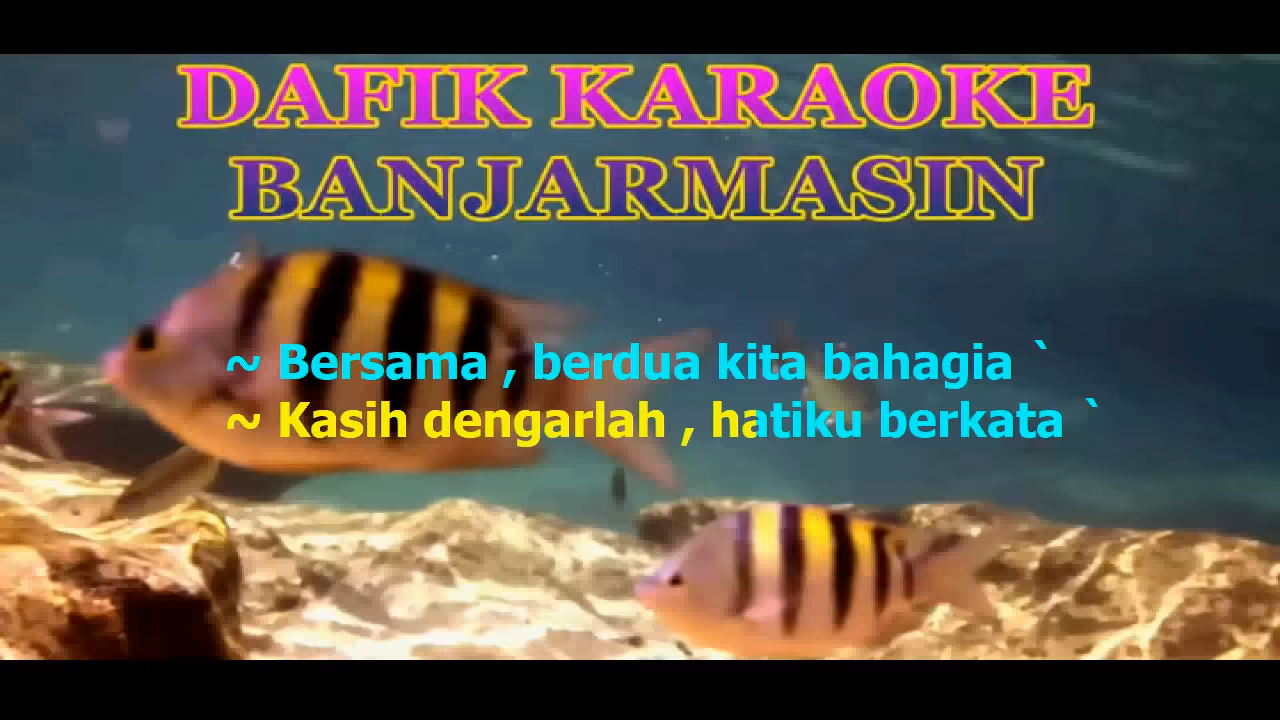 DAFIK KARAOKE
BANJARMASIN
~ Bersama , berdua kita bahagia `
~ Kasih dengarlah , hatiku berkata `